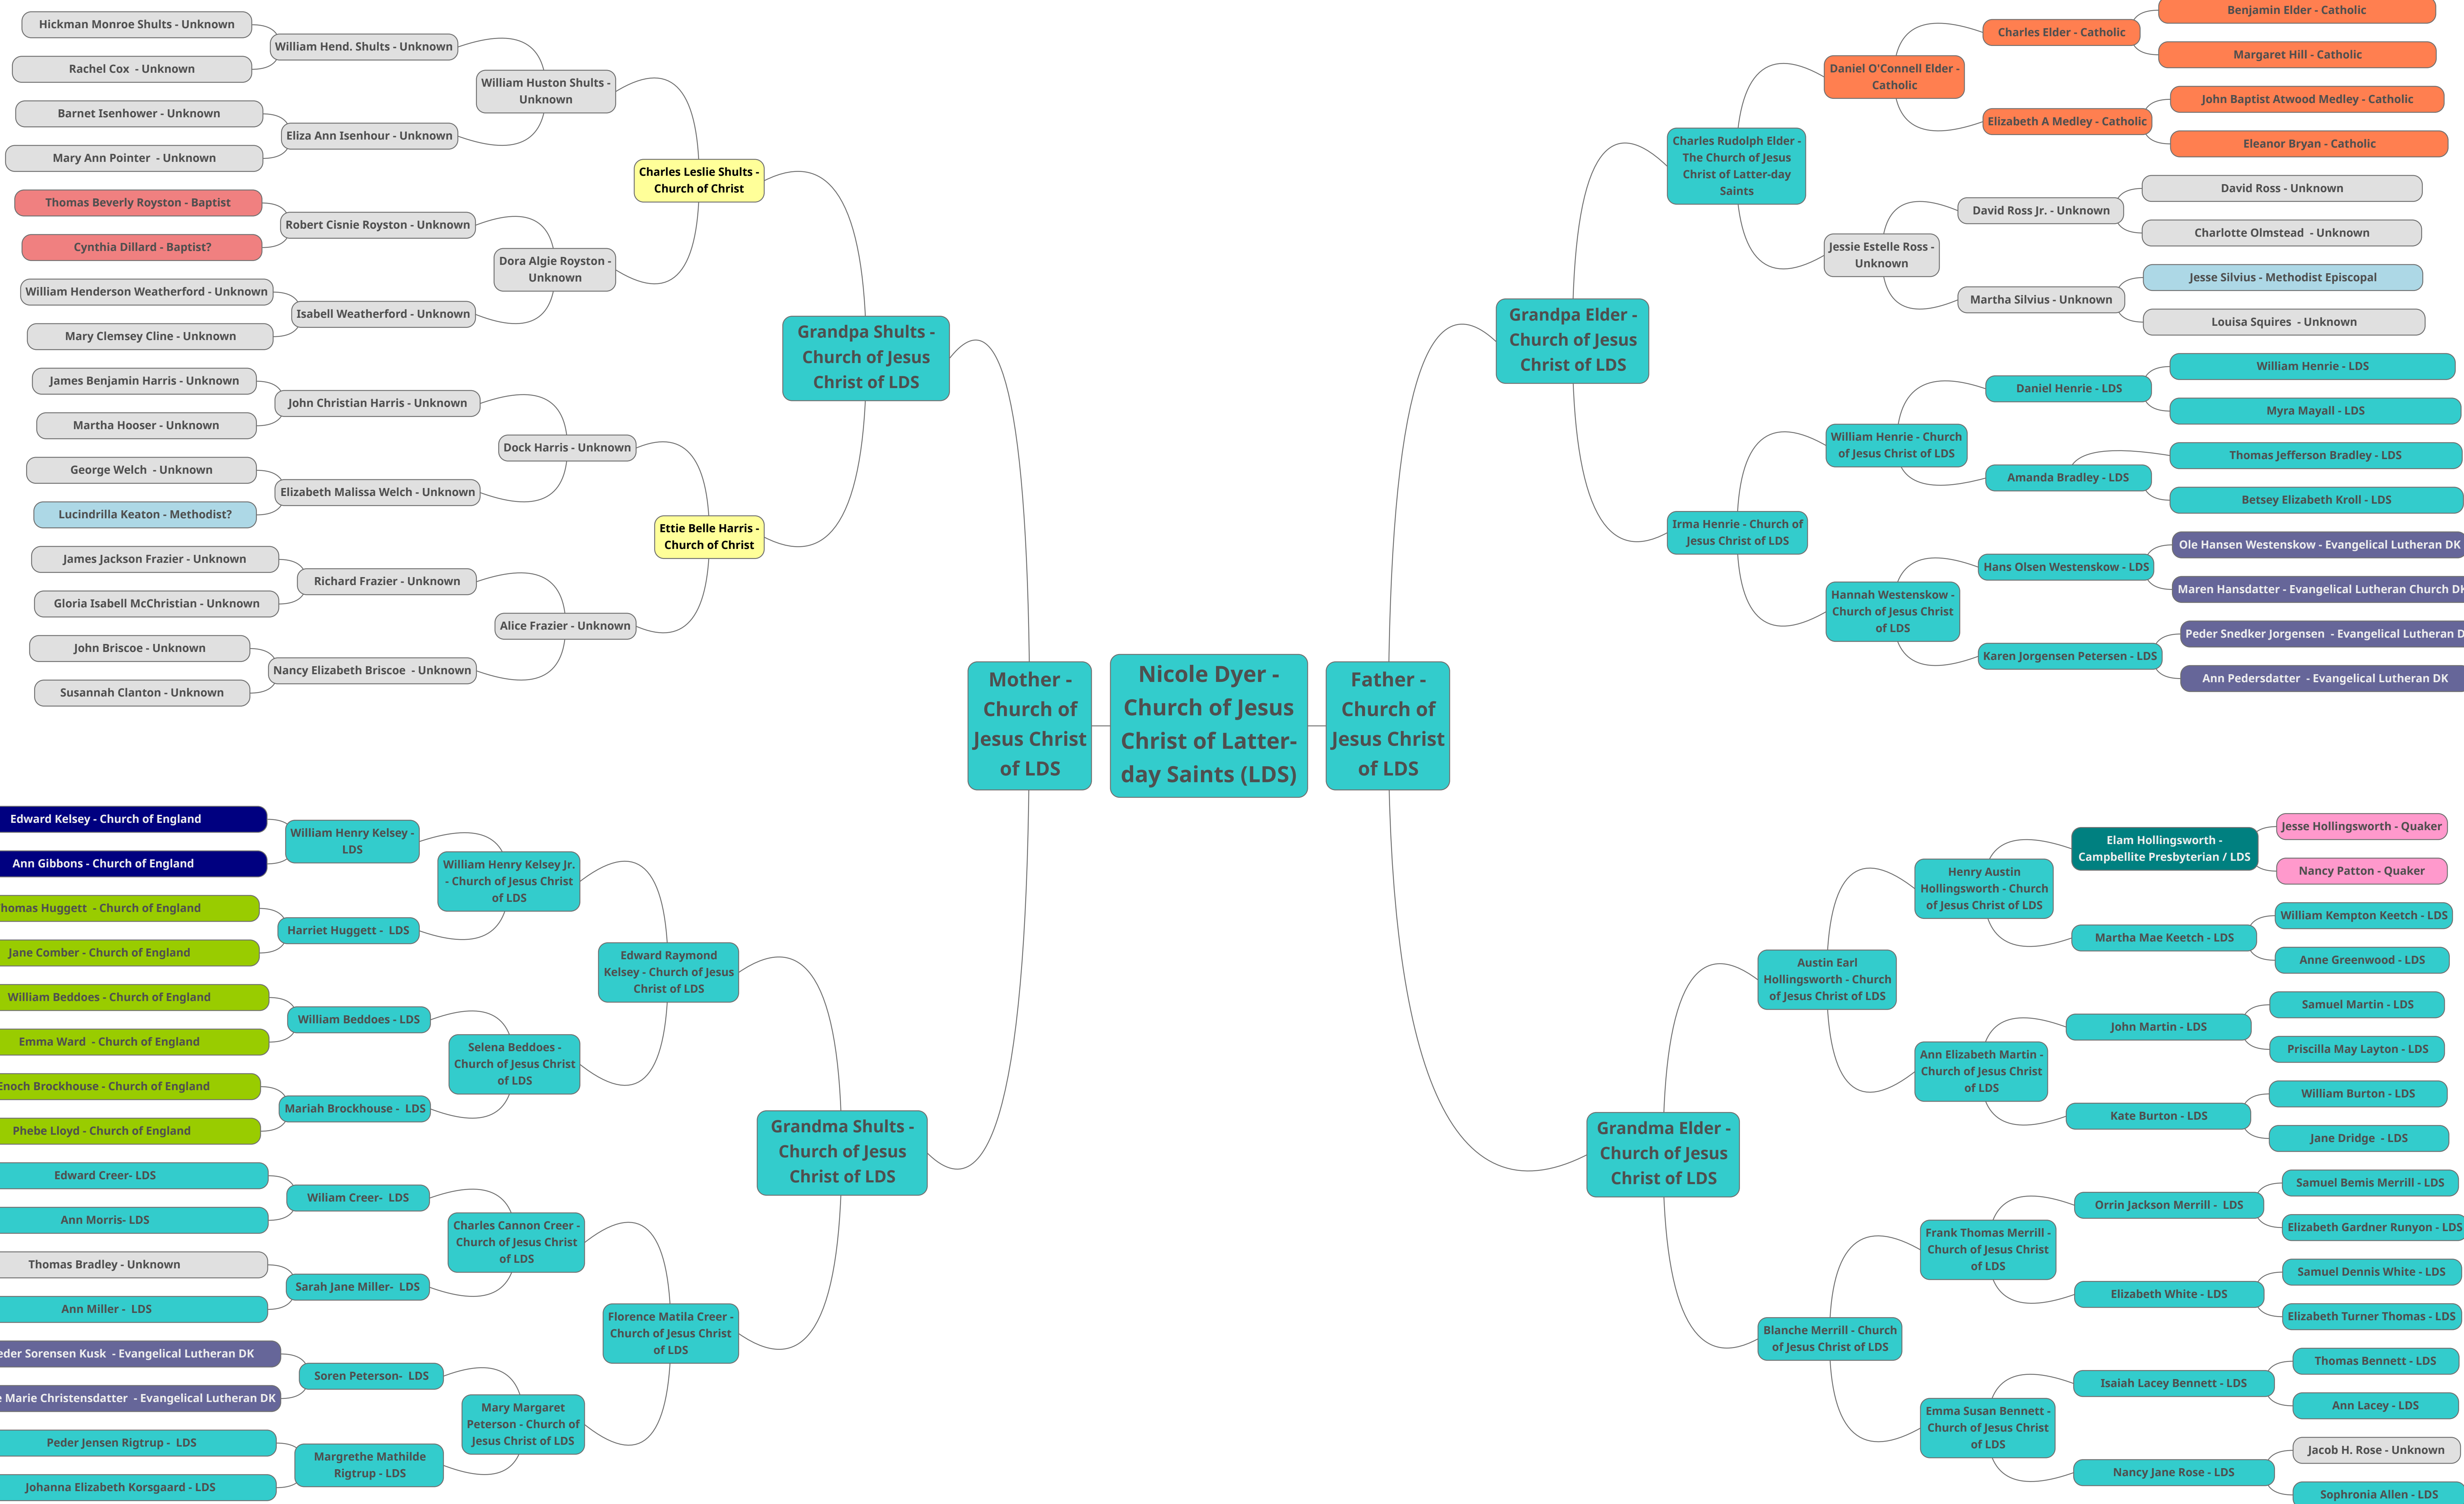 Hickman Monroe Shults - Unknown
Rachel Cox - Unknown
William Hend. Shults - Unknown
Barnet Isenhower - Unknown
Mary Ann Pointer - Unknown
Eliza Ann Isenhour - Unknown
William Huston Shults -
Unknown
Thomas Beverly Royston - Baptist
Cynthia Dillard - Baptist?
Robert Cisnie Royston - Unknown
William Henderson Weatherford - Unknown
Mary Clemsey Cline - Unknown
Isabell Weatherford - Unknown
Dora Algie Royston -
Unknown
Charles Leslie Shults -
Church of Christ
James Benjamin Harris - Unknown
Martha Hooser - Unknown
John Christian Harris - Unknown
George Welch - Unknown
Lucindrilla Keaton - Methodist?
Elizabeth Malissa Welch - Unknown
Dock Harris - Unknown
James Jackson Frazier - Unknown
Gloria Isabell McChristian - Unknown
Richard Frazier - Unknown
John Briscoe - Unknown
Susannah Clanton - Unknown
Nancy Elizabeth Briscoe - Unknown
Alice Frazier - Unknown
Ettie Belle Harris -
Church of Christ
Grandpa Shults -
Church of Jesus
Christ of LDS
Edward Kelsey - Church of England
Ann Gibbons - Church of England
William Henry Kelsey -
LDS
Huggett - Church of England
Jane Comber - Church of England
Harriet Huggett - LDS
William Henry Kelsey Jr.
- Church of Jesus Christ
of LDS
William Beddoes - Church of England
Emma Ward - Church of England
William Beddoes - LDS
Enoch Brockhouse - Church of England
Phebe Lloyd - Church of England
Mariah Brockhouse - LDS
Selena Beddoes -
Church of Jesus Christ
of LDS
Edward Raymond
Kelsey - Church of Jesus
Christ of LDS
Edward Creer- LDS
Ann Morris- LDS
Wiliam Creer- LDS
Thomas Bradley - Unknown
Ann Miller - LDS
Sarah Jane Miller- LDS
Charles Cannon Creer -
Church of Jesus Christ
of LDS
Sorensen Kusk - Evangelical Lutheran DK
Marie Christensdatter - Evangelical Lutheran DK
Soren Peterson- LDS
Peder Jensen Rigtrup - LDS
Johanna Elizabeth Korsgaard - LDS
Margrethe Mathilde
Rigtrup - LDS
Mary Margaret
Peterson - Church of
Jesus Christ of LDS
Florence Matila Creer -
Church of Jesus Christ
of LDS
Grandma Shults -
Church of Jesus
Christ of LDS
Mother -
Church of
Jesus Christ
of LDS
Nicole Dyer -
Church of Jesus
Christ of Latter-
day Saints (LDS)
Father -
Church of
Jesus Christ
of LDS
Grandpa Elder -
Church of Jesus
Christ of LDS
Charles Rudolph Elder -
The Church of Jesus
Christ of Latter-day
Saints
Daniel O'Connell Elder -
Catholic
Charles Elder - Catholic
Benjamin Elder - Catholic
Margaret Hill - Catholic
Elizabeth A Medley - Catholic
John Baptist Atwood Medley - Catholic
Eleanor Bryan - Catholic
Jessie Estelle Ross -
Unknown
David Ross Jr. - Unknown
David Ross - Unknown
Charlotte Olmstead - Unknown
Martha Silvius - Unknown
Jesse Silvius - Methodist Episcopal
Louisa Squires - Unknown
Irma Henrie - Church of
Jesus Christ of LDS
William Henrie - Church
of Jesus Christ of LDS
Daniel Henrie - LDS
William Henrie - LDS
Myra Mayall - LDS
Amanda Bradley - LDS
Thomas Jefferson Bradley - LDS
Betsey Elizabeth Kroll - LDS
Hannah Westenskow -
Church of Jesus Christ
of LDS
Hans Olsen Westenskow - LDS
Ole Hansen Westenskow - Evangelical Lutheran DK
Maren Hansdatter - Evangelical Lutheran Church DK
Karen Jorgensen Petersen - LDS
Peder Snedker Jorgensen - Evangelical Lutheran
Ann Pedersdatter - Evangelical Lutheran DK
Grandma Elder -
Church of Jesus
Christ of LDS
Austin Earl
Hollingsworth - Church
of Jesus Christ of LDS
Henry Austin
Hollingsworth - Church
of Jesus Christ of LDS
Elam Hollingsworth -
Campbellite Presbyterian / LDS
Jesse Hollingsworth - Quaker
Nancy Patton - Quaker
Martha Mae Keetch - LDS
William Kempton Keetch - LDS
Anne Greenwood - LDS
Ann Elizabeth Martin -
Church of Jesus Christ
of LDS
John Martin - LDS
Samuel Martin - LDS
Priscilla May Layton - LDS
Kate Burton - LDS
William Burton - LDS
Jane Dridge - LDS
Blanche Merrill - Church
of Jesus Christ of LDS
Frank Thomas Merrill -
Church of Jesus Christ
of LDS
Orrin Jackson Merrill - LDS
Samuel Bemis Merrill - LDS
Elizabeth Gardner Runyon - LDS
Elizabeth White - LDS
Samuel Dennis White - LDS
Elizabeth Turner Thomas - LDS
Emma Susan Bennett -
Church of Jesus Christ
of LDS
Isaiah Lacey Bennett - LDS
Thomas Bennett - LDS
Ann Lacey - LDS
Nancy Jane Rose - LDS
Jacob H. Rose - Unknown
Sophronia Allen - LDS